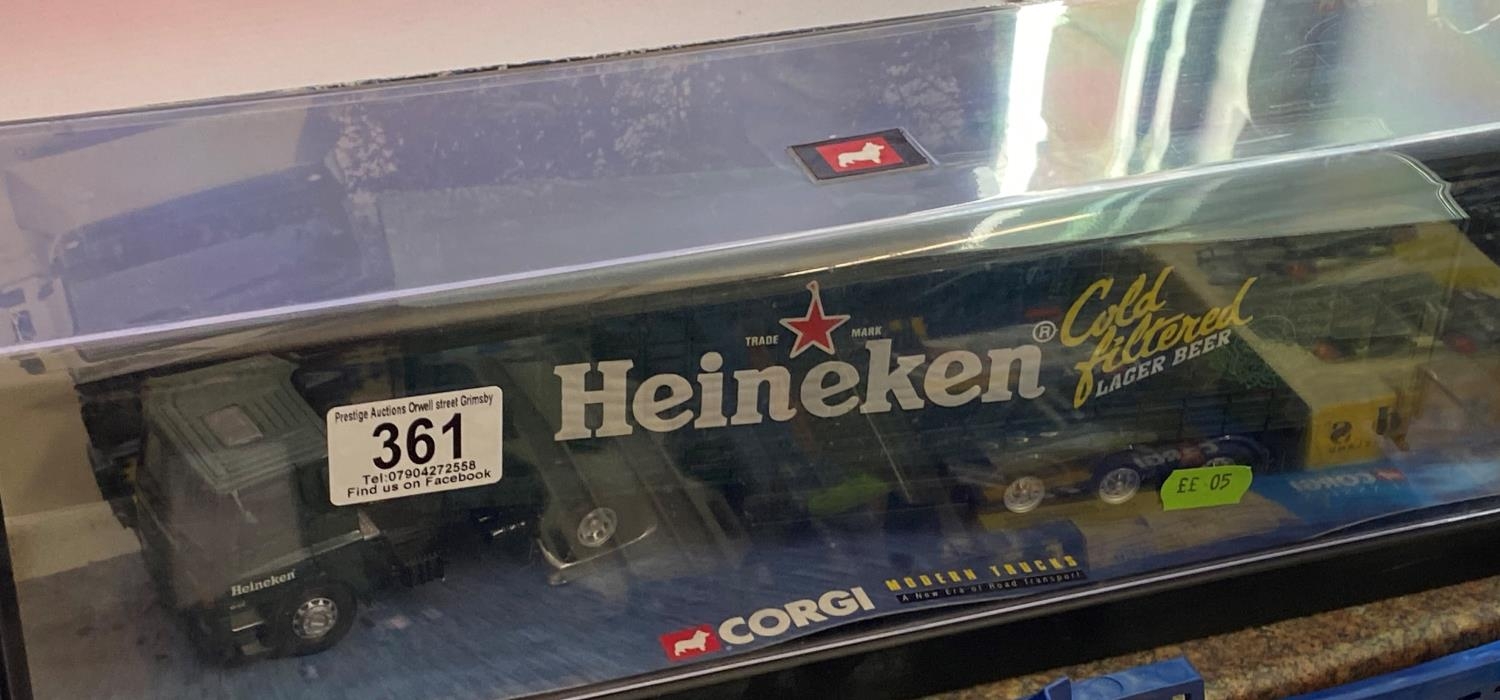 TRADE MARK
Heineken®
Cold
filtered
LAGER BEER
Prestige Auctions Orwell street Grimsby
361
Tel:07904272558
Find us on Facebook
££ 05
Heineken
CORGI
MODERN TRUCKS
A New Era of Road Transport